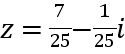 z = 7/25 − 1/25 i